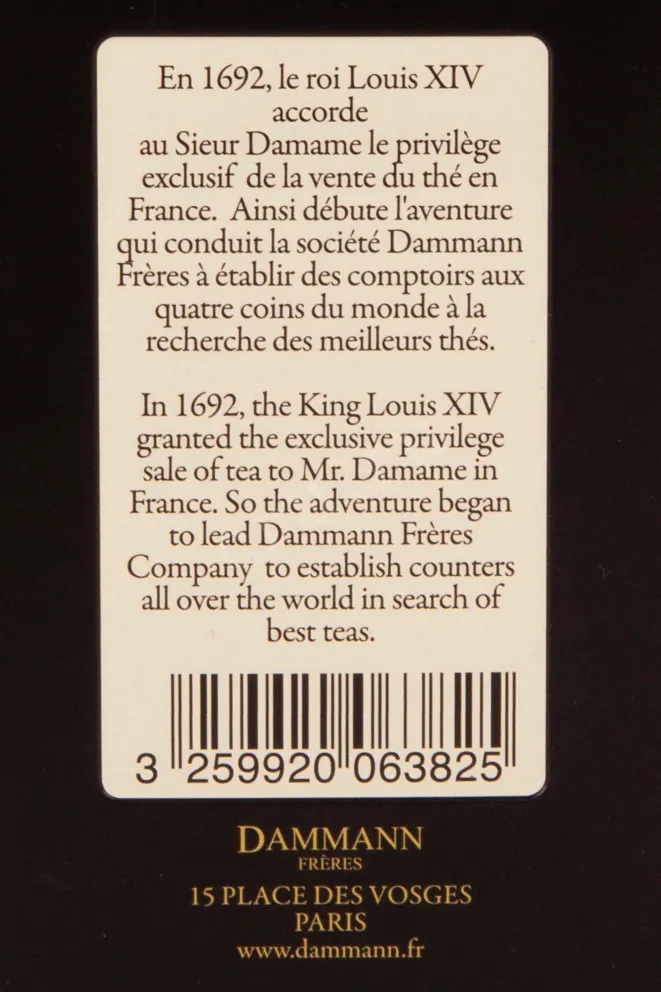 En 1692, le roi Louis XIV
accorde
au Sieur Damame le privilège
exclusif de la vente du thé en
France. Ainsi débute l'aventure
qui conduit la société Dammann
Frères à établir des comptoirs aux
quatre coins du monde à la
recherche des meilleurs thés.
In 1692, the King Louis XIV
granted the exclusive privilege
sale of tea to Mr. Damame in
France. So the adventure began
to lead Dammann Frères
Company to establish counters
all over the world in search of
best teas.
3 259920 063825
DAMMANN
FRÈRES
15 PLACE DES VOSGES
PARIS
www.dammann.fr